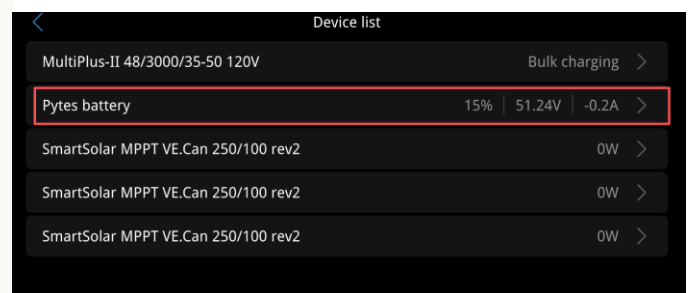 Device list
MultiPlus-II 48/3000/35-50 120V Bulk charging
Pytes battery 15% 51.24V -0.2A
SmartSolar MPPT VE.Can 250/100 rev2 0W
SmartSolar MPPT VE.Can 250/100 rev2 0W
SmartSolar MPPT VE.Can 250/100 rev2 0W